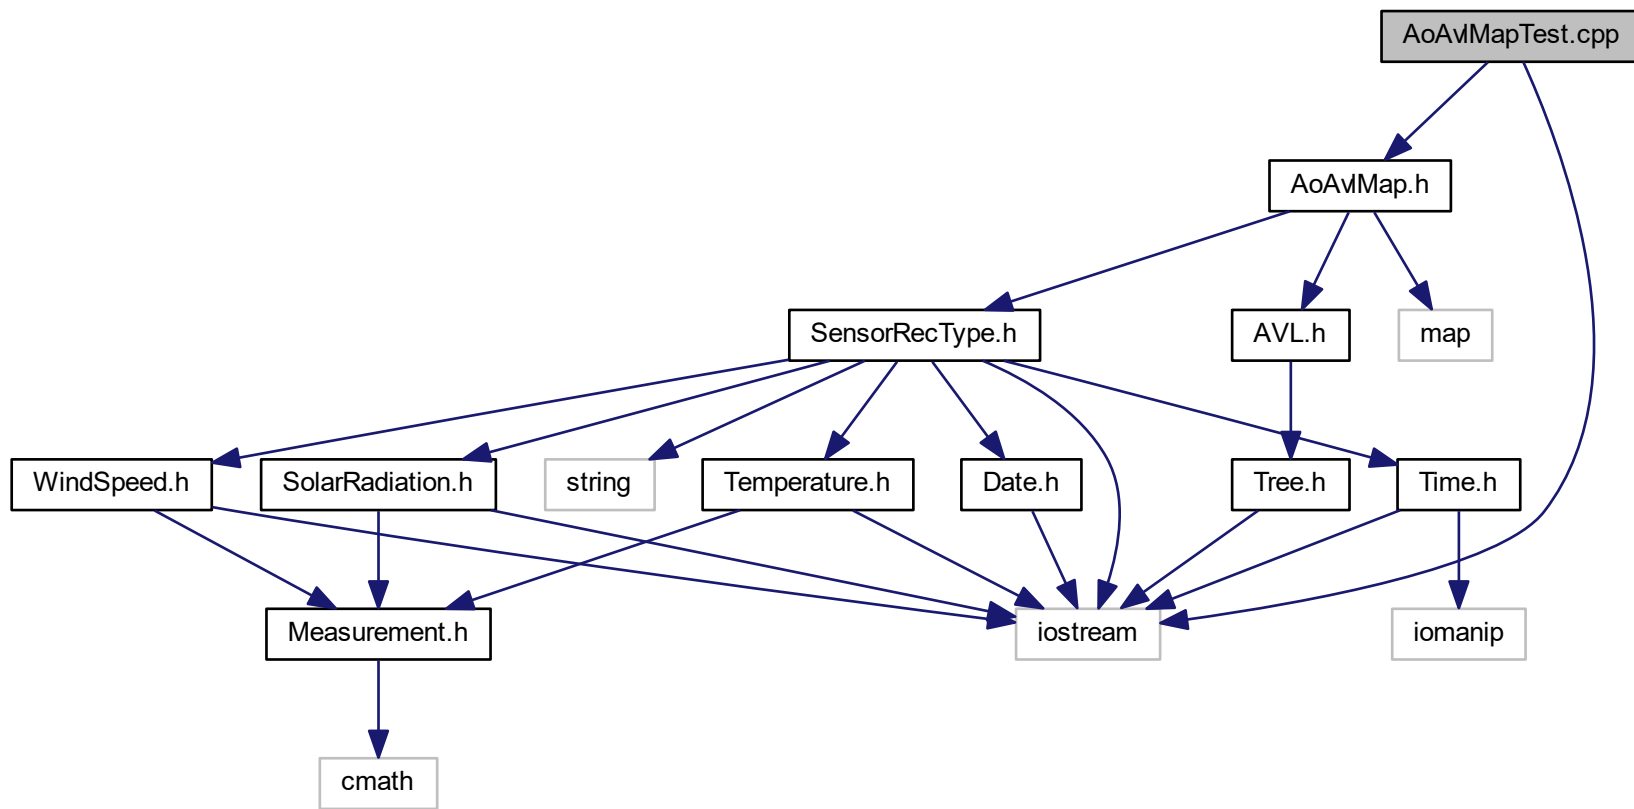 AoAvlMapTest.cpp
AoAvlMap.h
SensorRecType.h
AVL.h
map
WindSpeed.h
SolarRadiation.h
string
Temperature.h
Date.h
Tree.h
Time.h
Measurement.h
iostream
iomanip
cmath